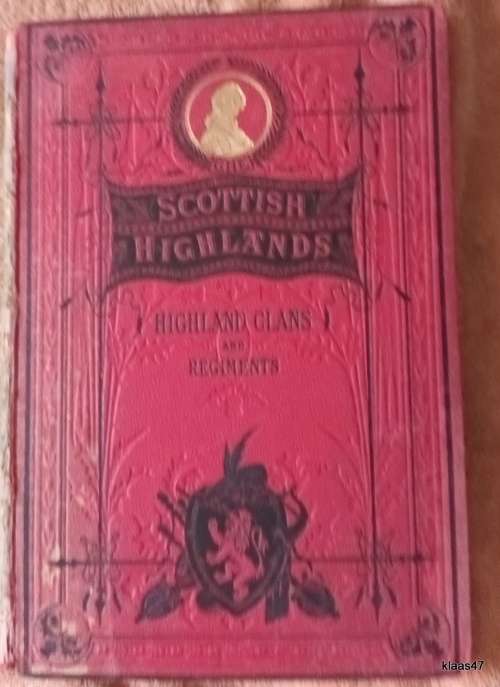 SCOTTISH
HIGHLANDS
HIGHLAND CLANS
AND
REGIMENTS
klaas47